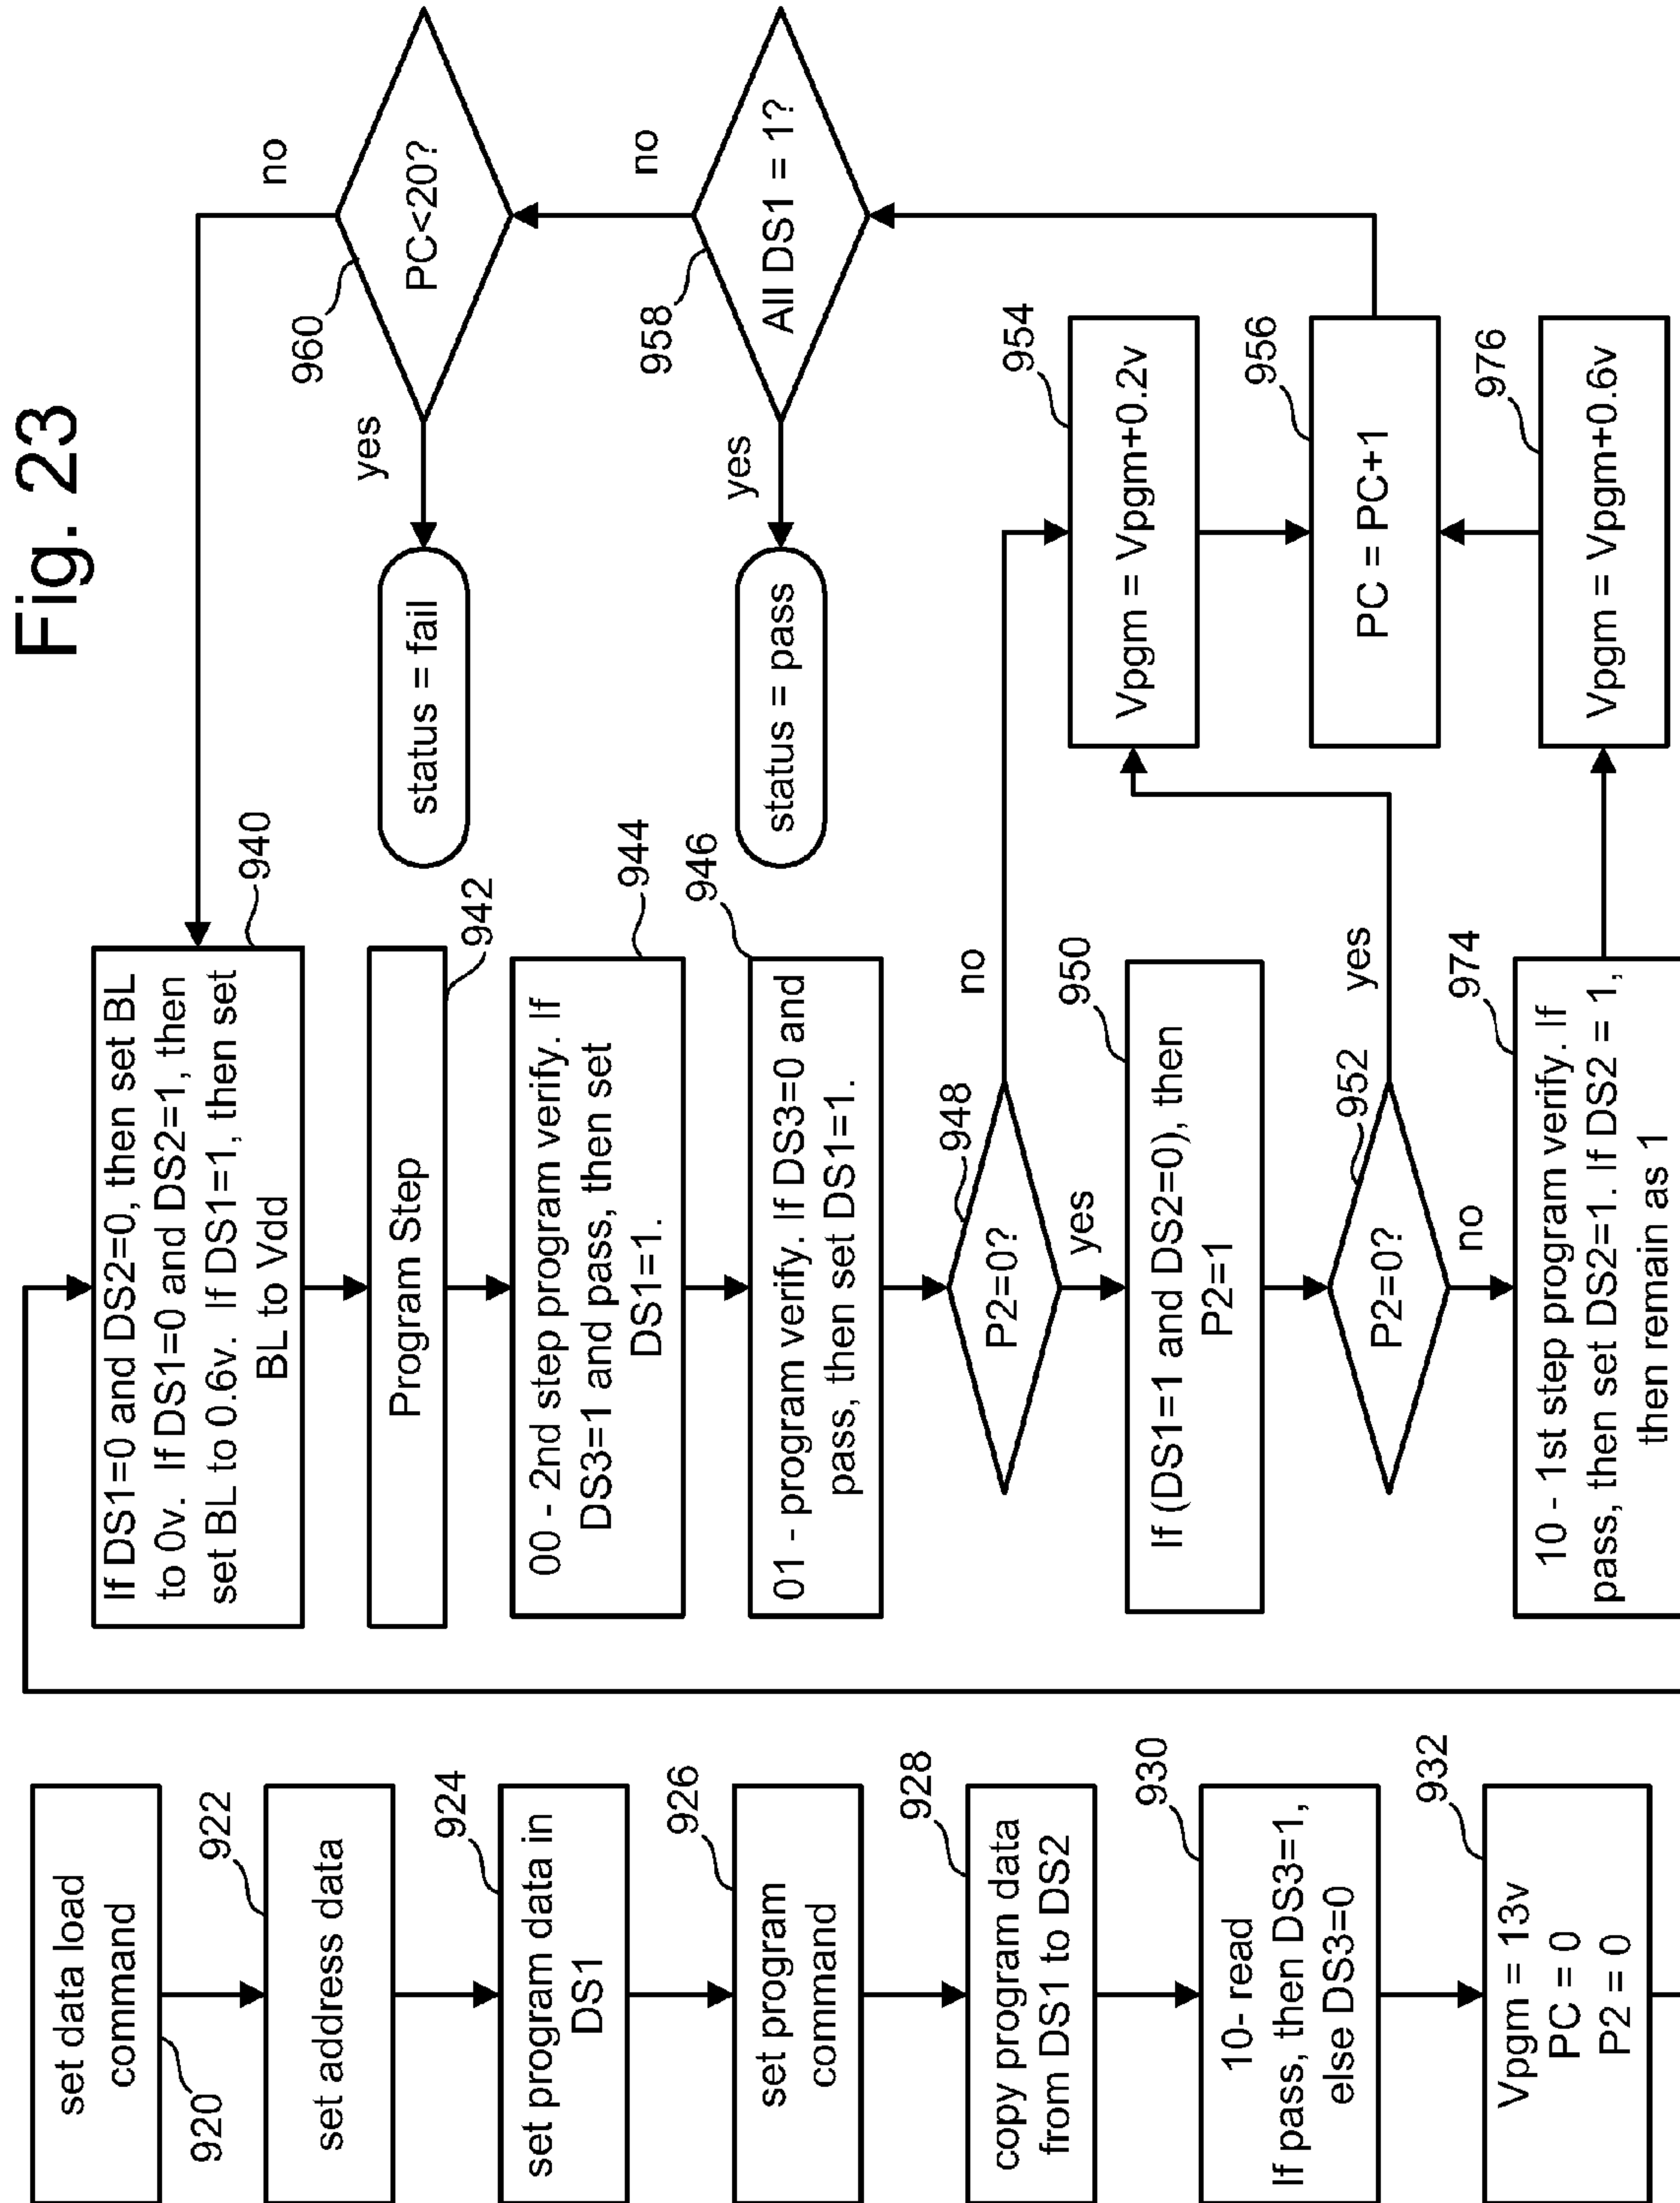 Fig. 23
set data load
command
920
set address data
922
set program data in
DS1
924
set program
command
926
copy program data
from DS1 to DS2
928
10- read
If pass, then DS3=1,
else DS3=0
930
Vpgm = 13v
PC = 0
P2 = 0
932
If DS1=0 and DS2=0, then set BL
to 0v. If DS1=0 and DS2=1, then
set BL to 0.6v. If DS1=1, then set
BL to Vdd
940
Program Step
942
00 - 2nd step program verify. If
DS3=1 and pass, then set
DS1=1.
944
01 - program verify. If DS3=0 and
pass, then set DS1=1.
946
P2=0?
948
no
yes
If (DS1=1 and DS2=0), then
P2=1
950
P2=0?
952
yes
no
10 - 1st step program verify. If
pass, then set DS2=1. If DS2 = 1,
then remain as 1
974
Vpgm = Vpgm+0.2v
954
PC = PC+1
956
Vpgm = Vpgm+0.6v
976
All DS1 = 1?
958
yes
no
status = pass
PC<20?
960
yes
no
status = fail